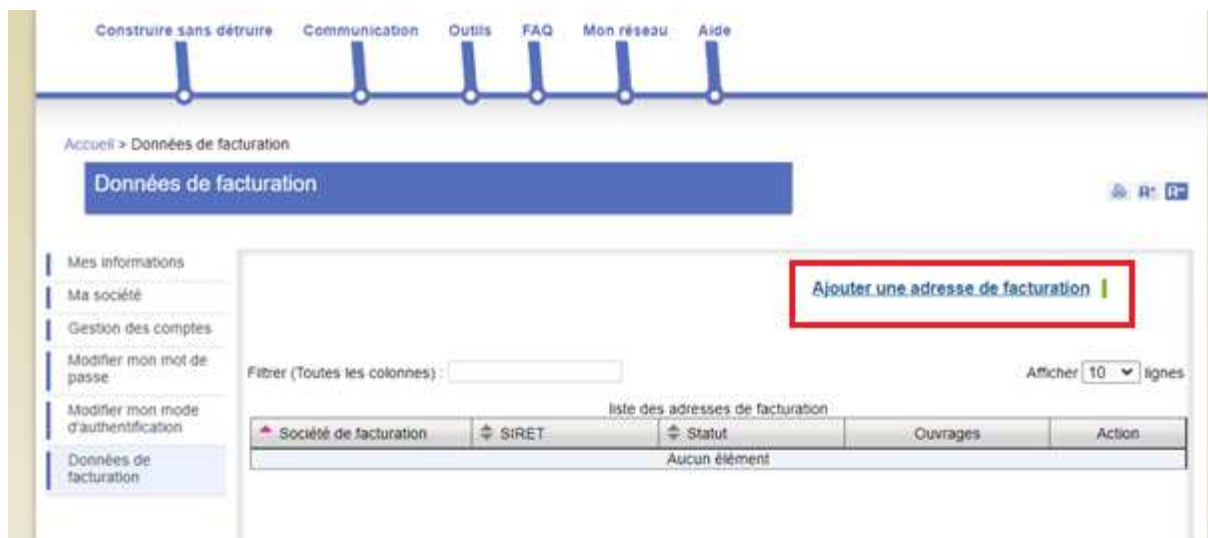 Construire sans détruire Communication Outils FAQ Mon réseau Aide
Accueil > Données de facturation
Données de facturation
Mes informations
Ma société
Gestion des comptes
Modifier mon mot de
passe
Modifier mon mode
d'authentification
Données de
facturation
Ajouter une adresse de facturation
Filtrer (Toutes les colonnes) :
Afficher 10 lignes
liste des adresses de facturation
Société de facturation SIRET Statut Ouvrages Action
Aucun élément